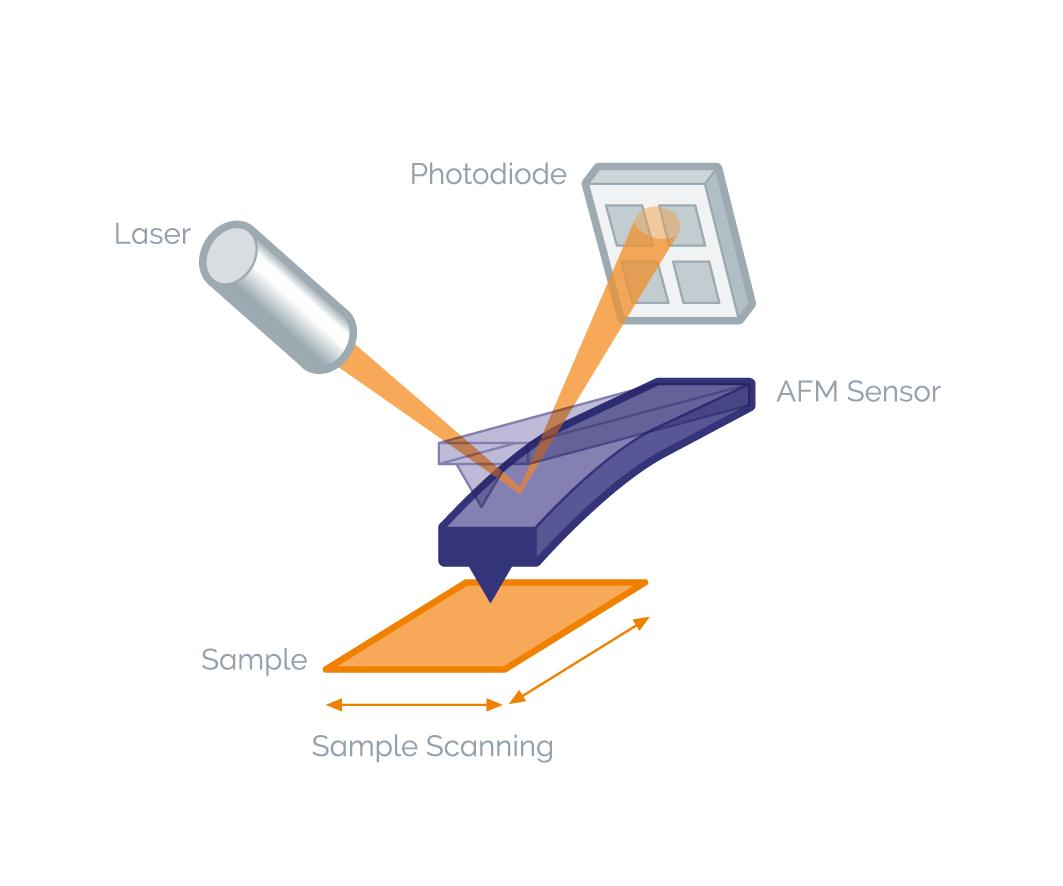 Photodiode
Laser
AFM Sensor
Sample
Sample Scanning